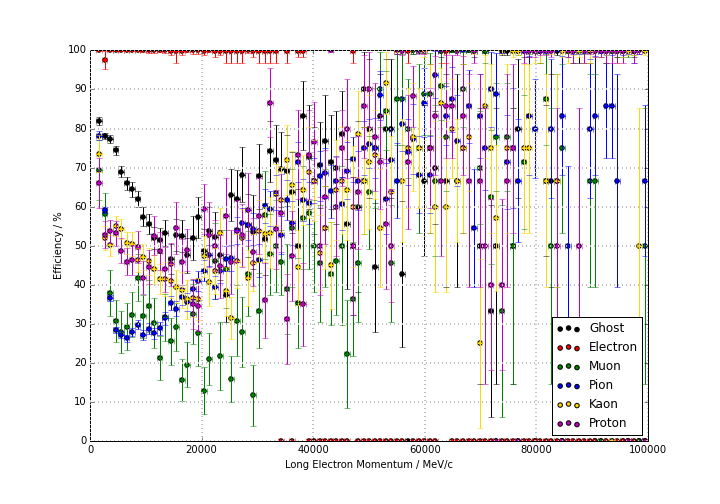 100
90
80
70
60
50
40
30
20
10
0
Efficiency / %
0 20000 40000 60000 80000 100000
Long Electron Momentum / MeV/c
Ghost
Electron
Muon
Pion
Kaon
Proton